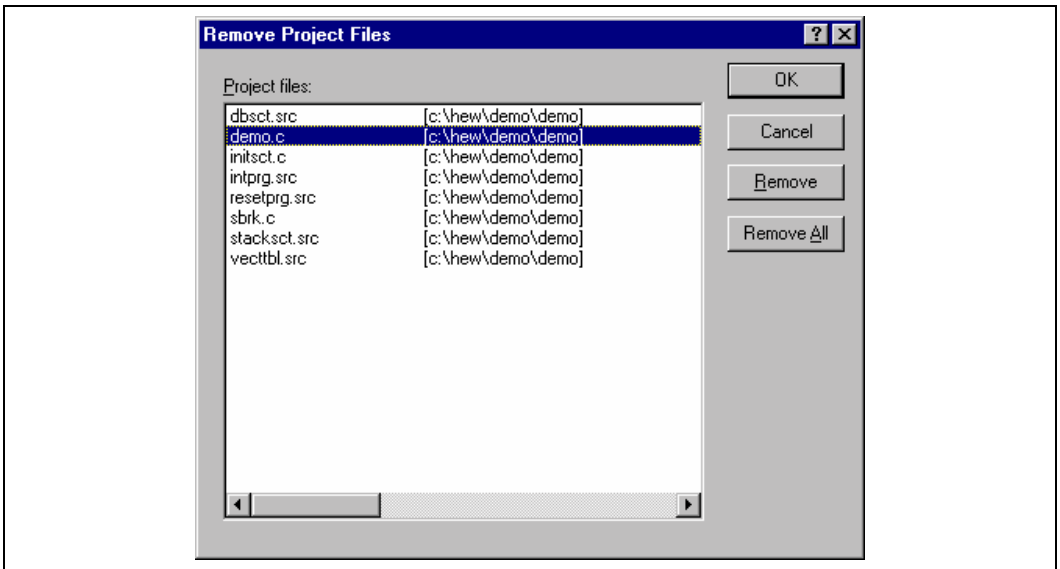 Remove Project Files
Project files:
dbsct.src [c:\hew\demo\demo]
demo.c [c:\hew\demo\demo]
initsct.c [c:\hew\demo\demo]
intprg.src [c:\hew\demo\demo]
resetprg.src [c:\hew\demo\demo]
sbrk.c [c:\hew\demo\demo]
stacksct.src [c:\hew\demo\demo]
vecttbl.src [c:\hew\demo\demo]
OK
Cancel
Remove
Remove All